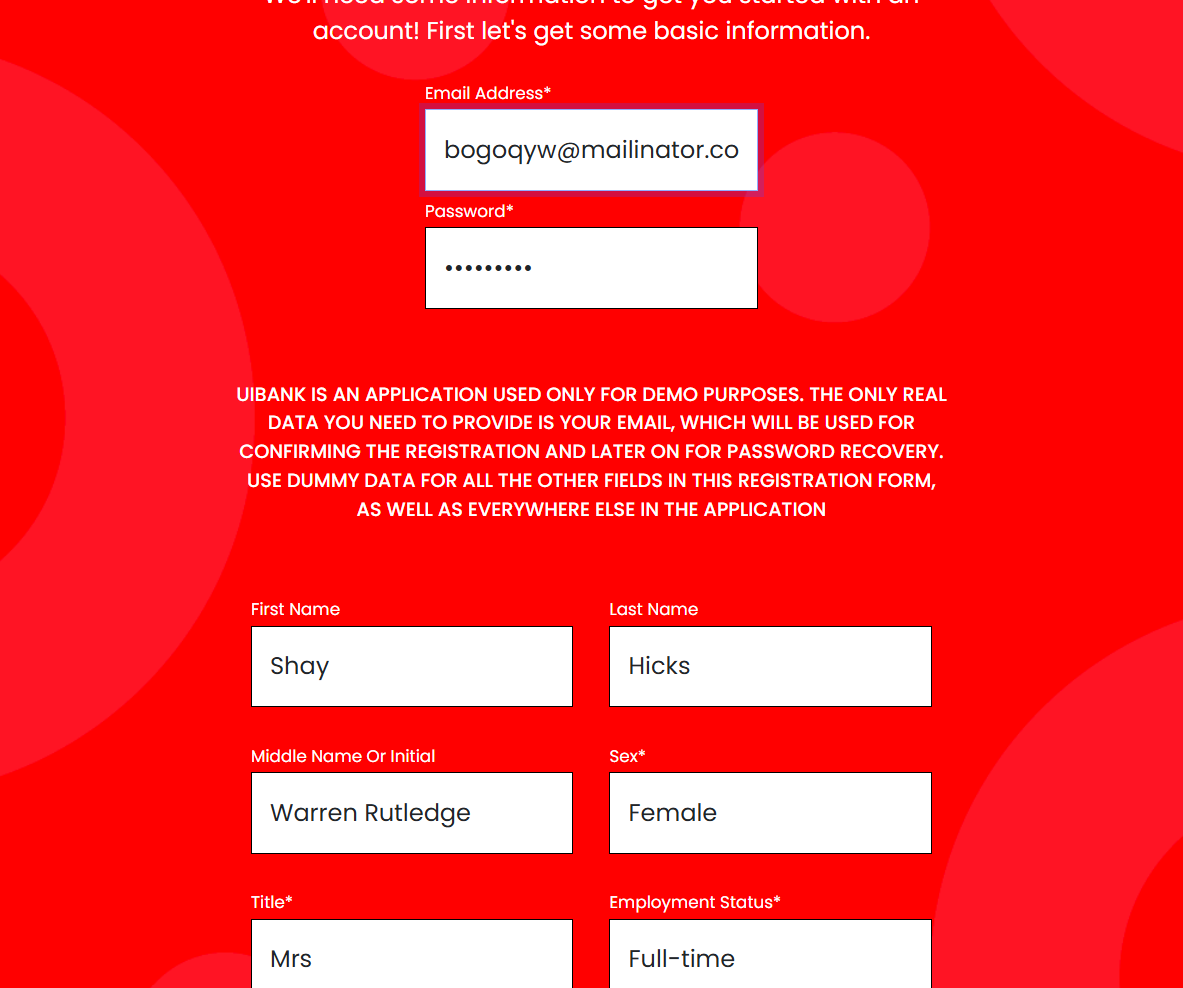 account! First let's get some basic information.
Email Address*
bogoqyw@mailinator.co
Password*
•••••••••
UIBANK IS AN APPLICATION USED ONLY FOR DEMO PURPOSES. THE ONLY REAL
DATA YOU NEED TO PROVIDE IS YOUR EMAIL, WHICH WILL BE USED FOR
CONFIRMING THE REGISTRATION AND LATER ON FOR PASSWORD RECOVERY.
USE DUMMY DATA FOR ALL THE OTHER FIELDS IN THIS REGISTRATION FORM,
AS WELL AS EVERYWHERE ELSE IN THE APPLICATION
First Name
Last Name
Shay
Hicks
Middle Name Or Initial
Sex*
Warren Rutledge
Female
Title*
Employment Status*
Mrs
Full-time